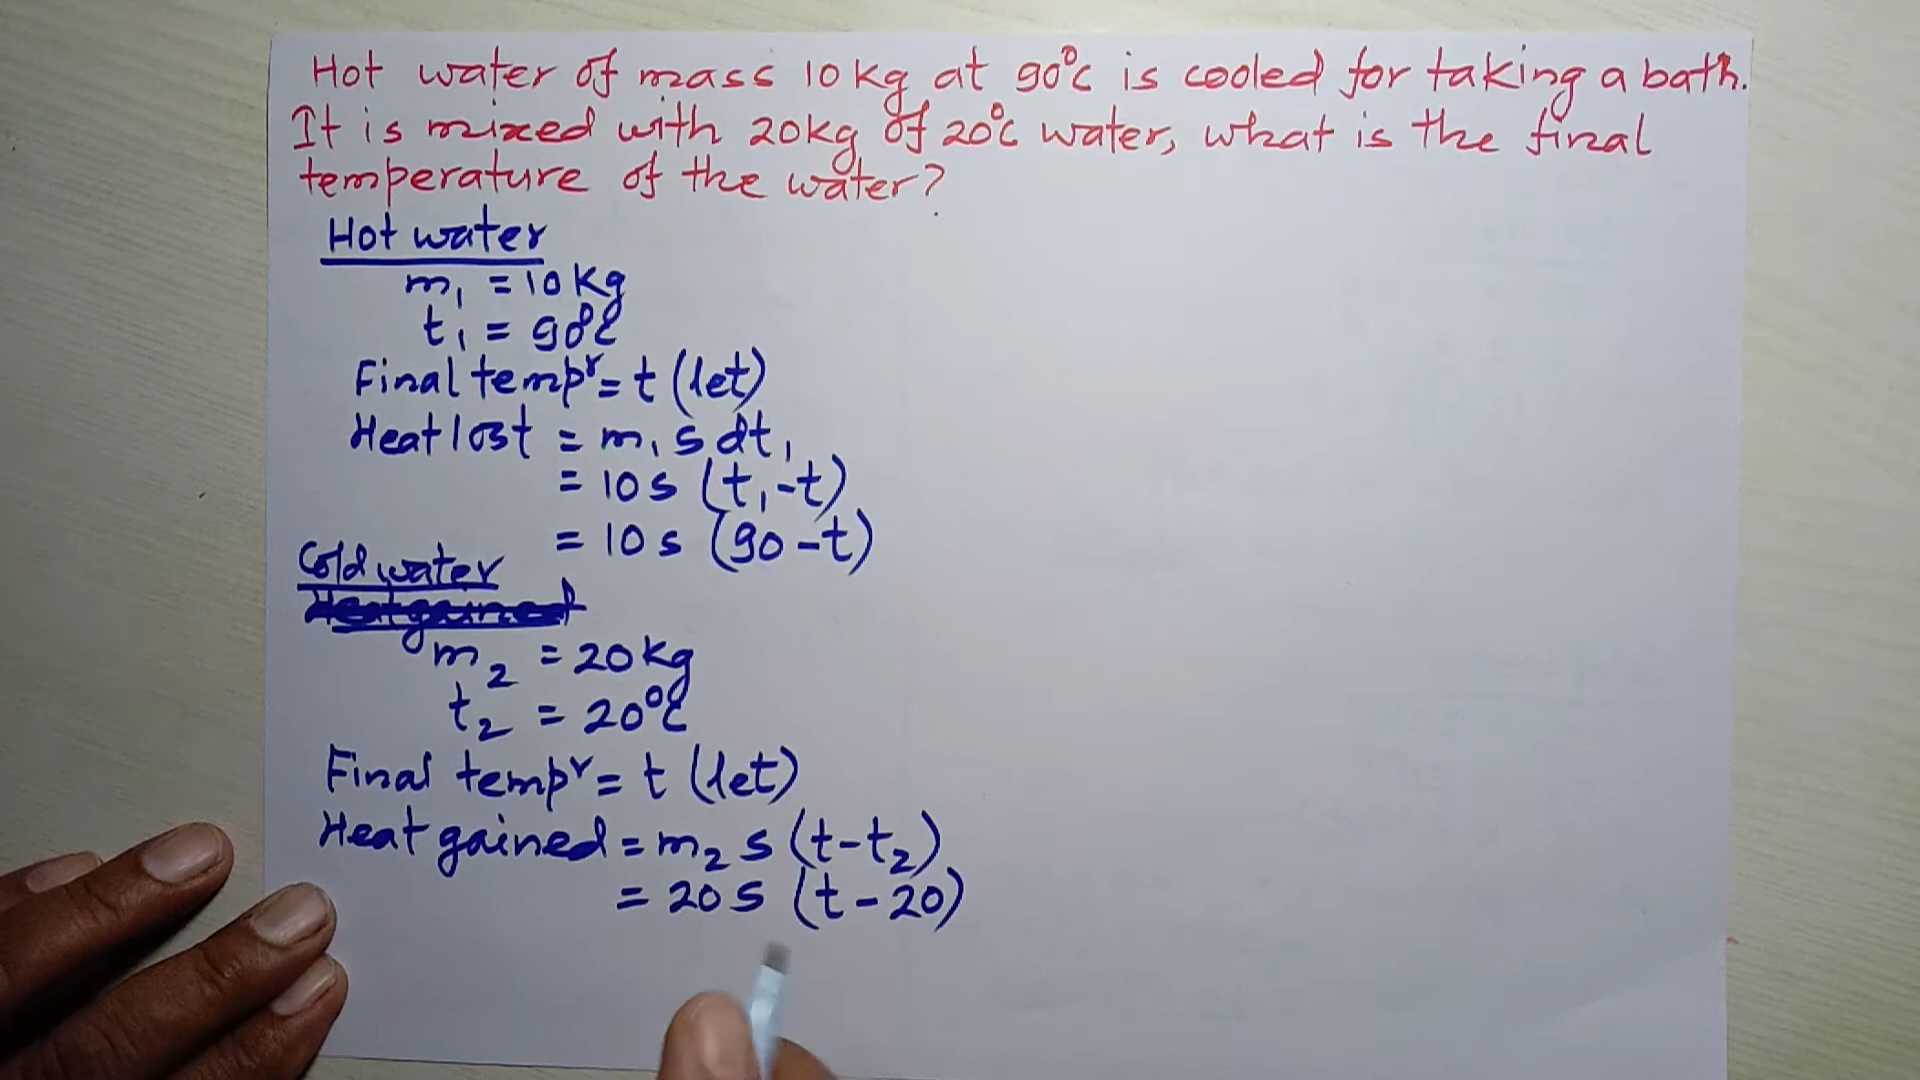 Hot water of mass 10kg at 90°C is cooled for taking a bath.
It is mixed with 20kg of 20°C water, what is the final
temperature of the water?
Hot water
m₁ = 10 kg
t₁ = 90°C
Final tempʳ = t (let)
Heat lost = m₁ s dt₁
= 10 s (t₁ - t)
= 10 s (90 - t)
Cold water
Heat gained
m₂ = 20 kg
t₂ = 20°C
Final tempʳ = t (let)
Heat gained = m₂ s (t - t₂)
= 20 s (t - 20)